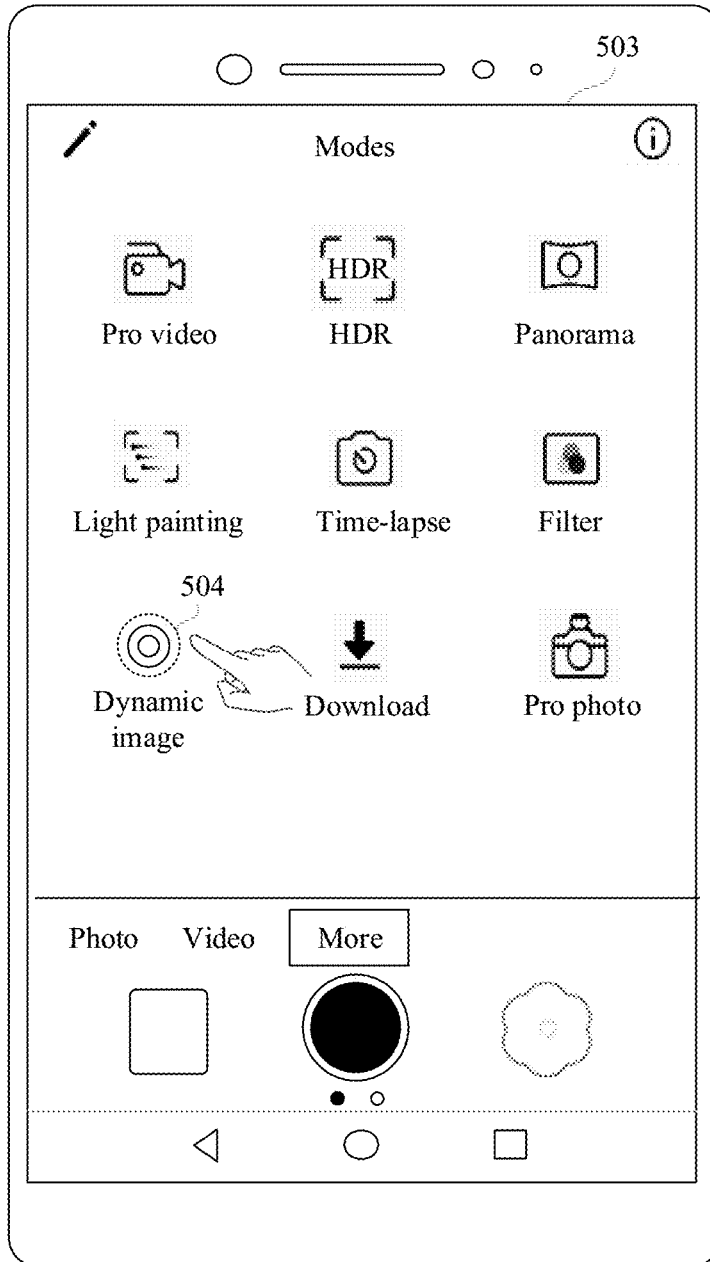 503
Modes
HDR
Pro video
HDR
Panorama
Light painting
Time-lapse
Filter
504
Dynamic
image
Download
Pro photo
Photo
Video
More